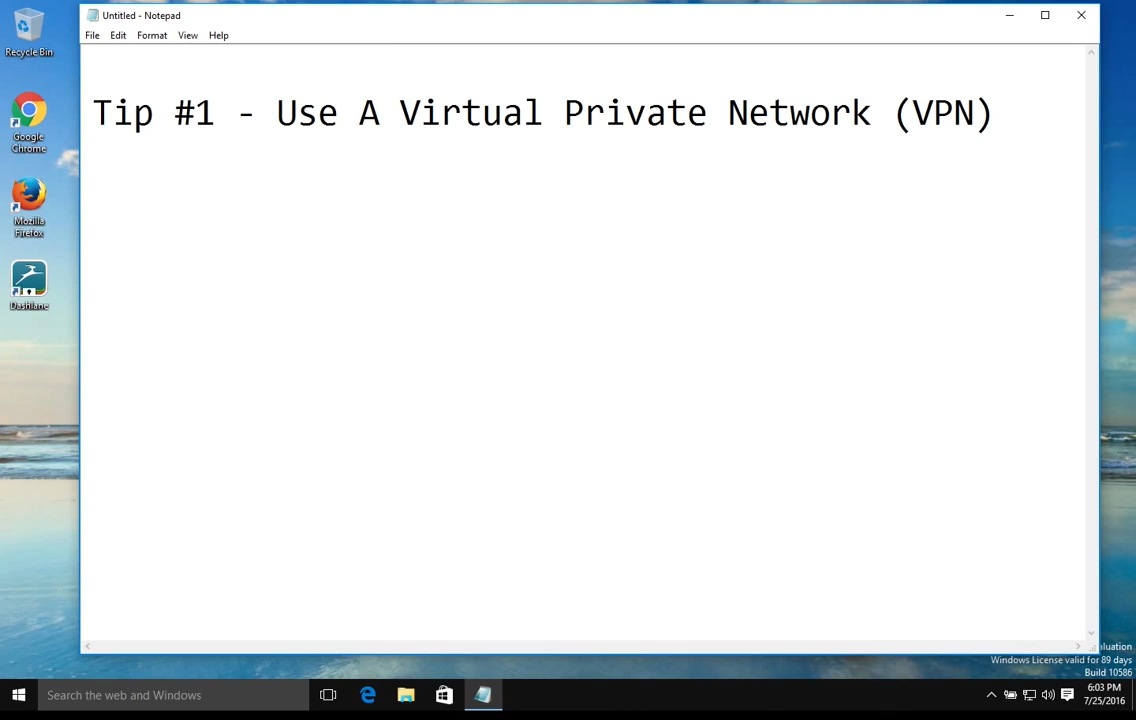 Recycle Bin
Google
Chrome
Mozilla
Firefox
Dashlane
Untitled - Notepad
File Edit Format View Help
Tip #1 - Use A Virtual Private Network (VPN)
Windows License valid for 89 days
Build 10586
Search the web and Windows
6:03 PM
7/25/2016